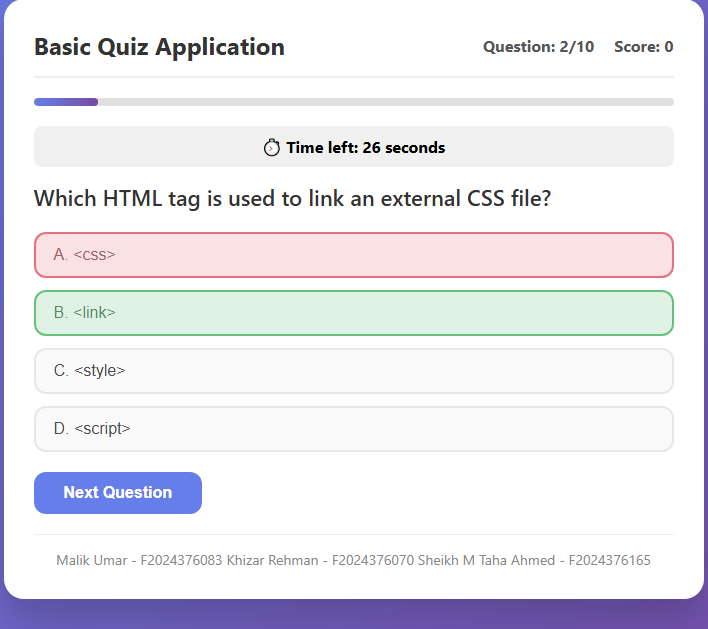 Basic Quiz Application
Question: 2/10 Score: 0
Time left: 26 seconds
Which HTML tag is used to link an external CSS file?
A. <css>
B. <link>
C. <style>
D. <script>
Next Question
Malik Umar - F2024376083 Khizar Rehman - F2024376070 Sheikh M Taha Ahmed - F2024376165